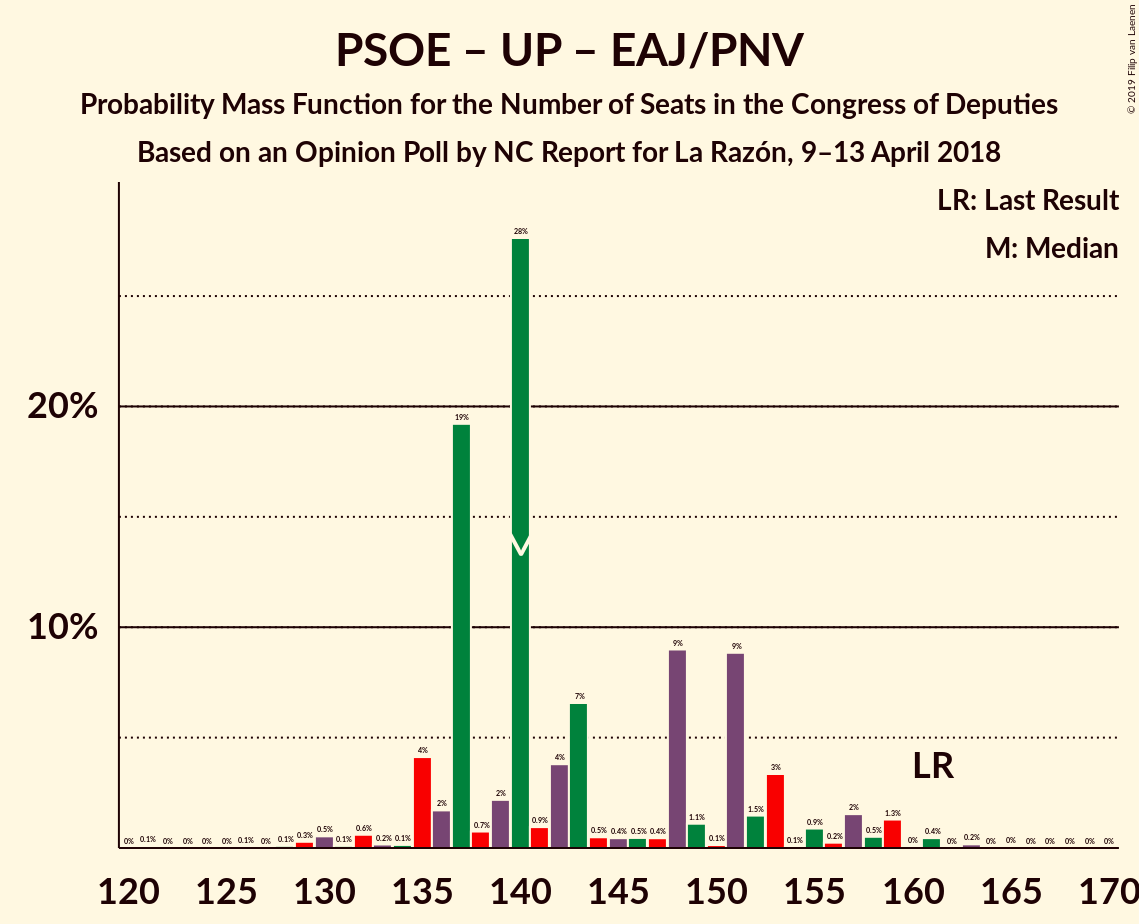 PSOE – UP – EAJ/PNV
Probability Mass Function for the Number of Seats in the Congress of Deputies
Based on an Opinion Poll by NC Report for La Razón, 9–13 April 2018
© 2019 Filip van Laenen
LR: Last Result
M: Median
20%
10%
0% 0.1% 0% 0% 0% 0% 0.1% 0% 0.1% 0.3% 0.5% 0.1% 0.6% 0.2% 0.1% 4% 2% 19% 0.7% 2% 28% 0.9% 4% 7% 0.5% 0.4% 0.5% 0.4% 9% 1.1% 0.1% 9% 1.5% 3% 0.1% 0.9% 0.2% 2% 0.5% 1.3% 0% 0.4% 0% 0.2% 0% 0% 0% 0% 0% 0% 0%
LR
120 125 130 135 140 145 150 155 160 165 170